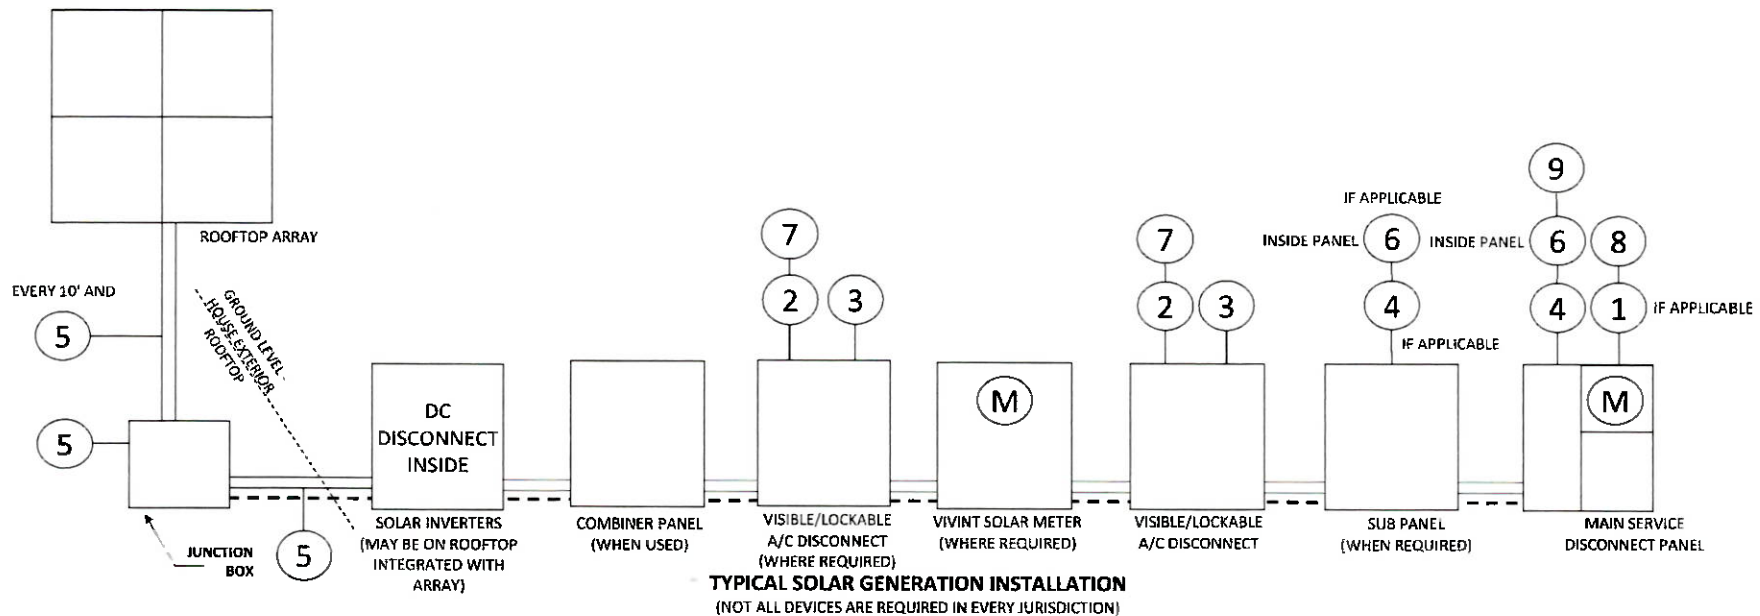 ROOFTOP ARRAY
EVERY 10' AND
5
5
JUNCTION
BOX
5
GROUND LEVEL
HOUSE EXTERIOR
ROOFTOP
DC
DISCONNECT
INSIDE
SOLAR INVERTERS
(MAY BE ON ROOFTOP
INTEGRATED WITH
ARRAY)
COMBINER PANEL
(WHEN USED)
7
2
3
VISIBLE/LOCKABLE
A/C DISCONNECT
(WHERE REQUIRED)
M
VIVINT SOLAR METER
(WHERE REQUIRED)
7
2
3
VISIBLE/LOCKABLE
A/C DISCONNECT
IF APPLICABLE
INSIDE PANEL
6
4
IF APPLICABLE
SUB PANEL
(WHEN REQUIRED)
9
INSIDE PANEL
6
8
4
1
IF APPLICABLE
M
MAIN SERVICE
DISCONNECT PANEL
TYPICAL SOLAR GENERATION INSTALLATION
(NOT ALL DEVICES ARE REQUIRED IN EVERY JURISDICTION)